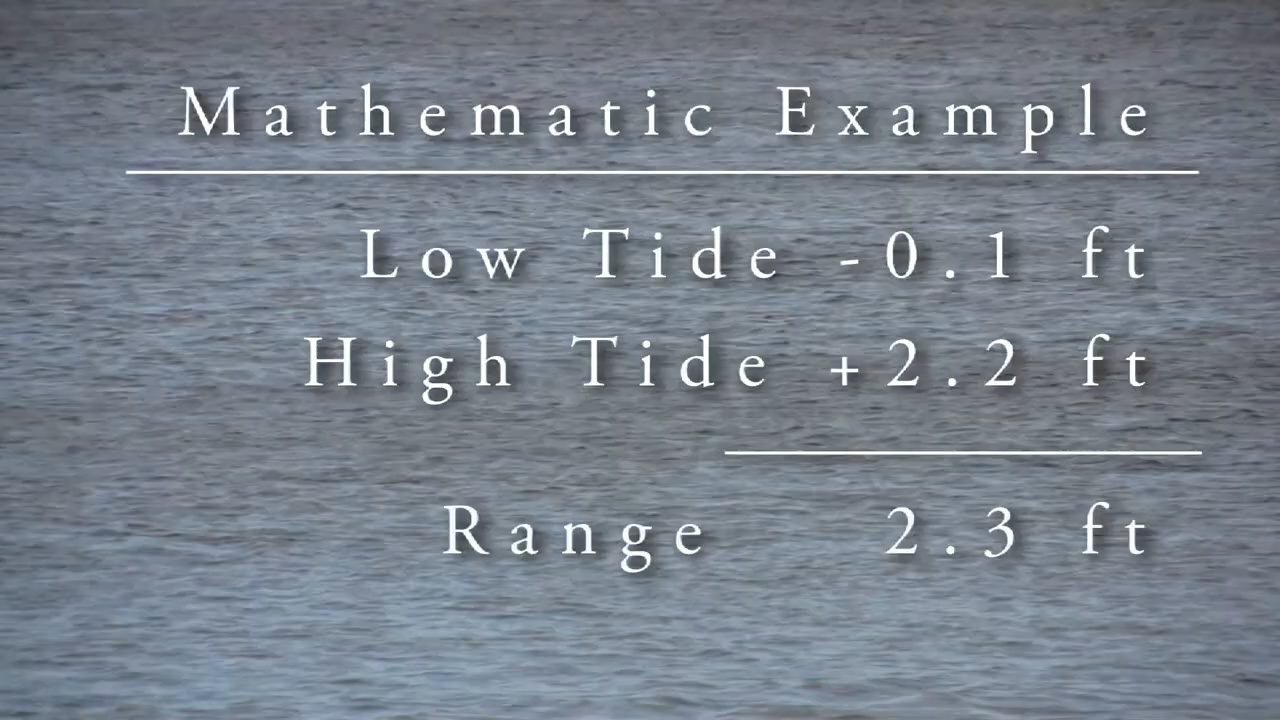 Mathematic Example
Low Tide -0.1 ft
High Tide +2.2 ft
Range 2.3 ft